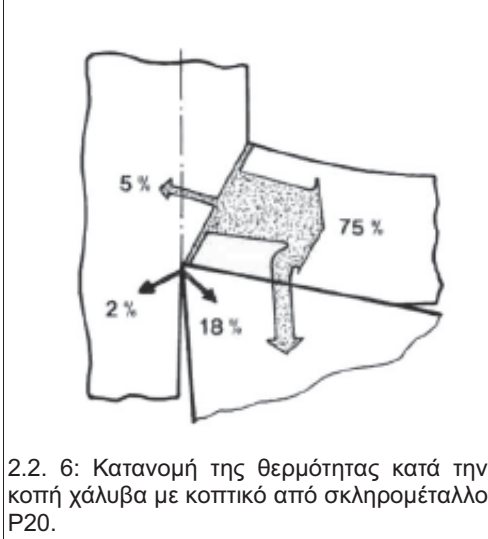 5 %
75 %
2 %
18 %
2.2. 6: Κατανομή της θερμότητας κατά την
κοπή χάλυβα με κοπτικό από σκληρομέταλλο
P20.